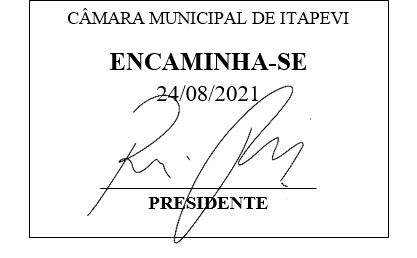 CÂMARA MUNICIPAL DE ITAPEVI
ENCAMINHA-SE
24/08/2021
PRESIDENTE